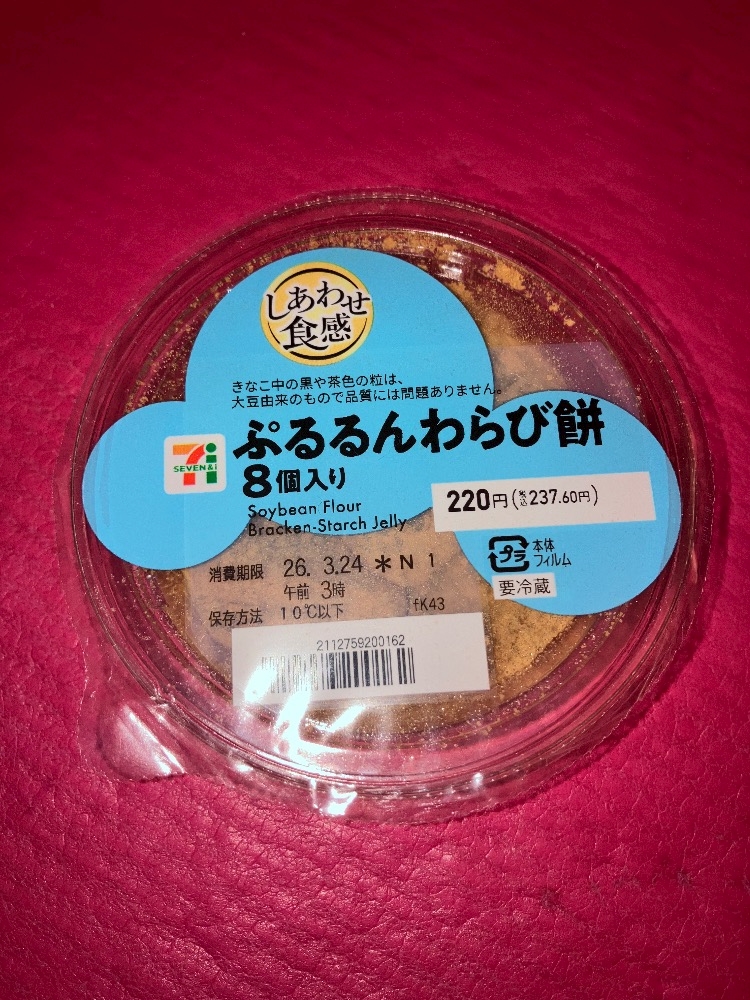 しあわせ
食感
きなこ中の黒や茶色の粒は、
大豆由来のもので品質には問題ありません。
ぷるるんわらび餅
SEVEN&i
8個入り
Soybean Flour
Bracken-Starch Jelly
220円(税込237.60円)
プラ 本体
フィルム
要冷蔵
消費期限 26. 3.24 *N 1
午前 3時
保存方法 10℃以下 fK43
2112759200162